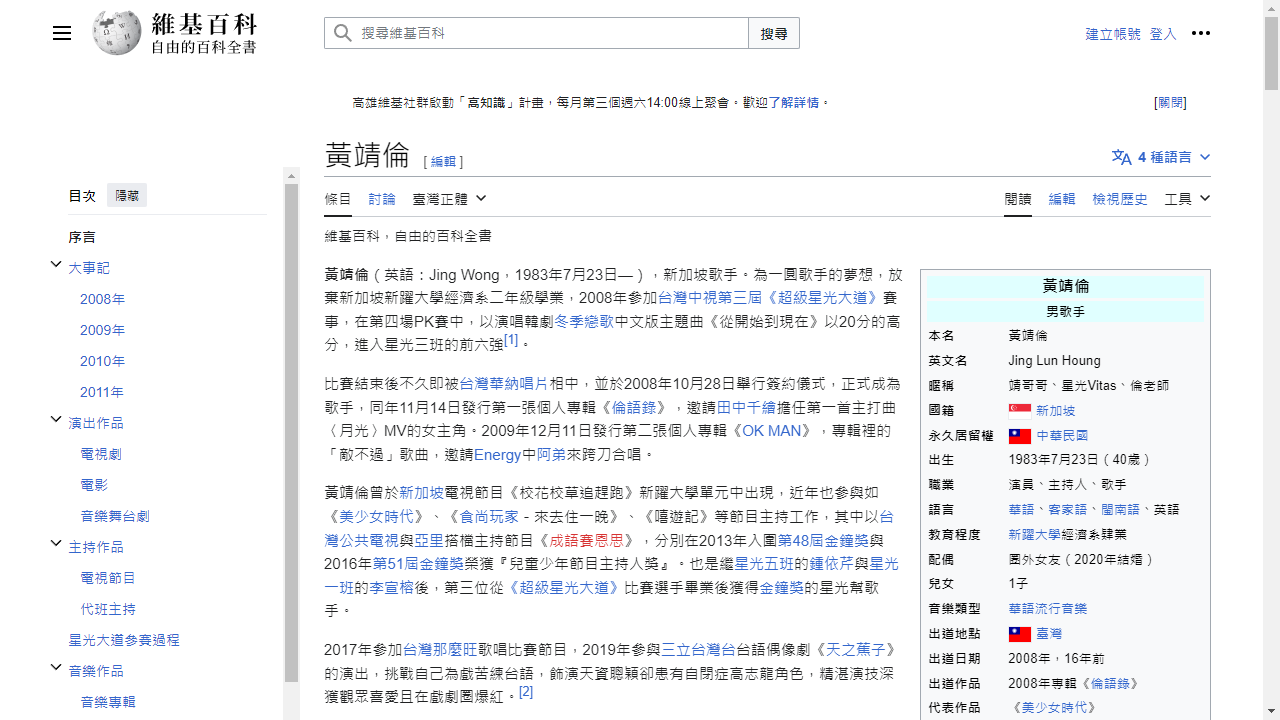 維基百科
自由的百科全書
搜尋維基百科
搜尋
建立帳號 登入
高雄維基社群啟動「高知識」計畫，每月第三個週六14:00線上聚會。歡迎了解詳情。
[關閉]
黃靖倫 [ 編輯 ]
4 種語言
目次 隱藏
序言
大事記
2008年
2009年
2010年
2011年
演出作品
電視劇
電影
音樂舞台劇
主持作品
電視節目
代班主持
星光大道參賽過程
音樂作品
音樂專輯
條目 討論 臺灣正體
閱讀 編輯 檢視歷史 工具
維基百科，自由的百科全書
黃靖倫（英語：Jing Wong，1983年7月23日—），新加坡歌手。為一圓歌手的夢想，放
棄新加坡新躍大學經濟系二年級學業，2008年參加台灣中視第三屆《超級星光大道》賽
事，在第四場PK賽中，以演唱韓劇冬季戀歌中文版主題曲《從開始到現在》以20分的高
分，進入星光三班的前六強[1]。
比賽結束後不久即被台灣華納唱片相中，並於2008年10月28日舉行簽約儀式，正式成為
歌手，同年11月14日發行第一張個人專輯《倫語錄》，邀請田中千繪擔任第一首主打曲
〈月光〉MV的女主角。2009年12月11日發行第二張個人專輯《OK MAN》，專輯裡的
「敵不過」歌曲，邀請Energy中阿弟來跨刀合唱。
黃靖倫曾於新加坡電視節目《校花校草追趕跑》新躍大學單元中出現，近年也參與如
《美少女時代》、《食尚玩家－來去住一晚》、《嘻遊記》等節目主持工作，其中以台
灣公共電視與亞里搭檔主持節目《成語賽恩思》，分別在2013年入圍第48屆金鐘獎與
2016年第51屆金鐘獎榮獲『兒童少年節目主持人獎』。也是繼星光五班的鍾依芹與星光
一班的李宣榕後，第三位從《超級星光大道》比賽選手畢業後獲得金鐘獎的星光幫歌
手。
2017年參加台灣那麼旺歌唱比賽節目，2019年參與三立台灣台台語偶像劇《天之蕉子》
的演出，挑戰自己為戲苦練台語，飾演天資聰穎卻患有自閉症高志龍角色，精湛演技深
獲觀眾喜愛且在戲劇圈爆紅。[2]
黃靖倫
男歌手
本名 黃靖倫
英文名 Jing Lun Houng
暱稱 靖哥哥、星光Vitas、倫老師
國籍 新加坡
永久居留權 中華民國
出生 1983年7月23日（40歲）
職業 演員、主持人、歌手
語言 華語、客家語、閩南語、英語
教育程度 新躍大學經濟系肄業
配偶 圈外女友（2020年結婚）
兒女 1子
音樂類型 華語流行音樂
出道地點 臺灣
出道日期 2008年，16年前
出道作品 2008年專輯《倫語錄》
代表作品 《美少女時代》